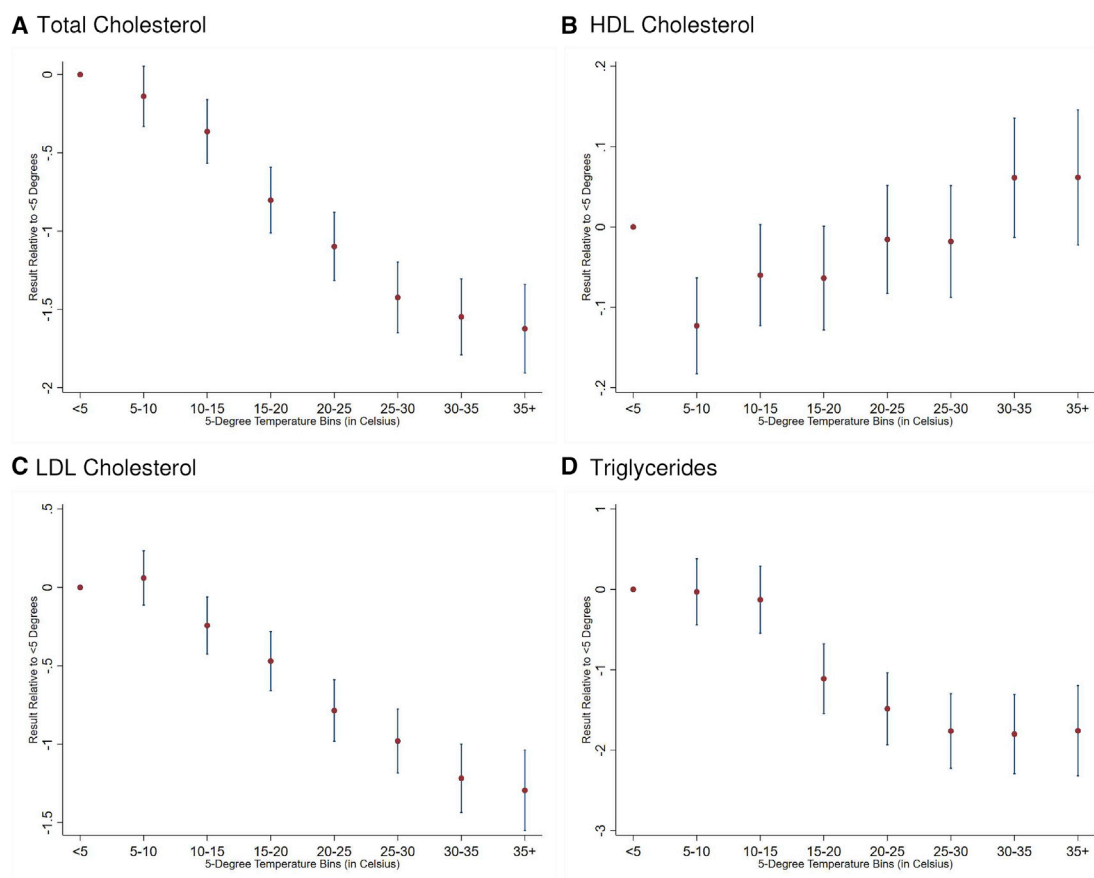 A Total Cholesterol
Result Relative to <5 Degrees
0
-.5
-1
-1.5
-2
<5 5-10 10-15 15-20 20-25 25-30 30-35 35+
5-Degree Temperature Bins (in Celsius)
B HDL Cholesterol
Result Relative to <5 Degrees
.2
.1
0
-.1
-.2
<5 5-10 10-15 15-20 20-25 25-30 30-35 35+
5-Degree Temperature Bins (in Celsius)
C LDL Cholesterol
Result Relative to <5 Degrees
.5
0
-.5
-1
-1.5
<5 5-10 10-15 15-20 20-25 25-30 30-35 35+
5-Degree Temperature Bins (in Celsius)
D Triglycerides
Result Relative to <5 Degrees
1
0
-1
-2
-3
<5 5-10 10-15 15-20 20-25 25-30 30-35 35+
5-Degree Temperature Bins (in Celsius)